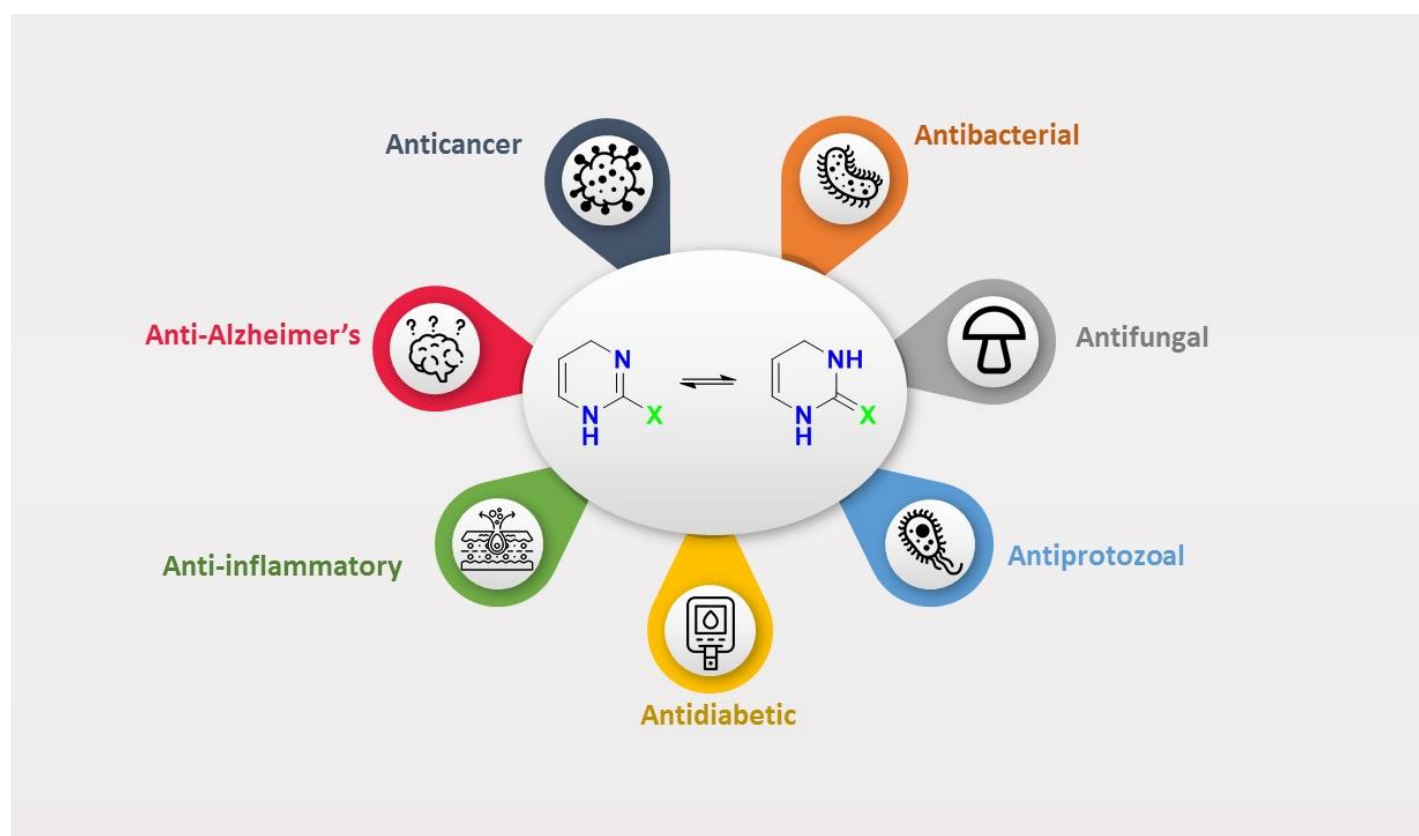 Anticancer
Antibacterial
Anti-Alzheimer’s
Antifungal
N
NH
N
H
X
N
H
X
Anti-inflammatory
Antiprotozoal
Antidiabetic
? ? ?